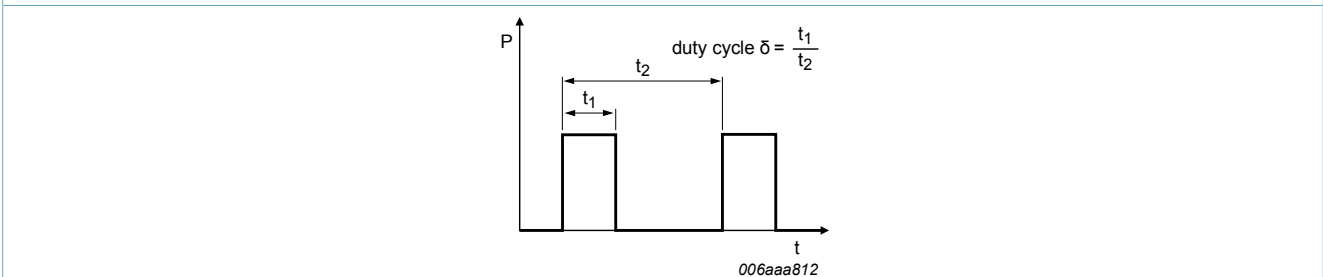 P
duty cycle δ = t1/t2
t2
t1
t
006aaa812